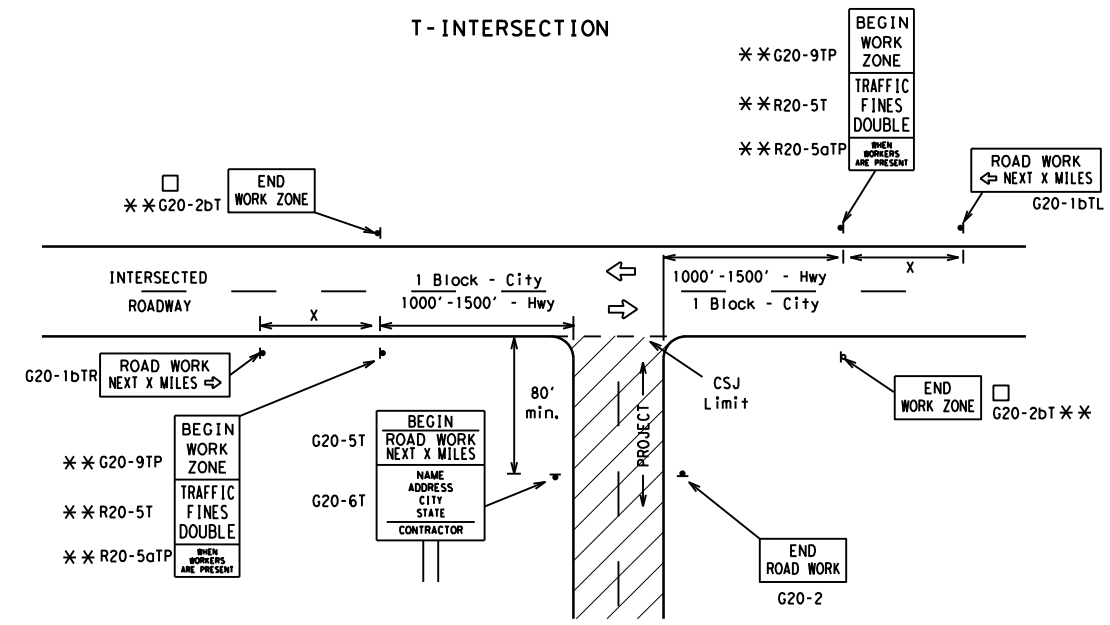 T-INTERSECTION
BEGIN
WORK
ZONE
TRAFFIC
FINES
DOUBLE
WHEN
WORKERS
ARE PRESENT
**G20-9TP
**R20-5T
**R20-5aTP
ROAD WORK
⇦ NEXT X MILES
G20-1bTL
□
**G20-2bT
END
WORK ZONE
INTERSECTED
ROADWAY
1 Block - City
1000'-1500' - Hwy
X
1000'-1500' - Hwy
1 Block - City
X
G20-1bTR
ROAD WORK
NEXT X MILES ⇨
80'
min.
CSJ
Limit
PROJECT
END
WORK ZONE
□
G20-2bT **
**G20-9TP
**R20-5T
**R20-5aTP
BEGIN
WORK
ZONE
TRAFFIC
FINES
DOUBLE
WHEN
WORKERS
ARE PRESENT
G20-5T
G20-6T
BEGIN
ROAD WORK
NEXT X MILES
NAME
ADDRESS
CITY
STATE
CONTRACTOR
END
ROAD WORK
G20-2